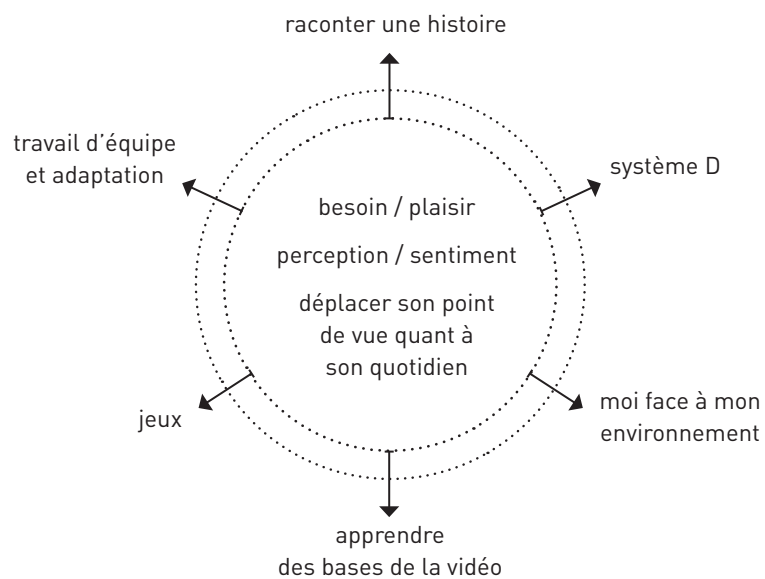 raconter une histoire
travail d'équipe
et adaptation
système D
besoin / plaisir
perception / sentiment
déplacer son point
de vue quant à
son quotidien
jeux
moi face à mon
environnement
apprendre
des bases de la vidéo